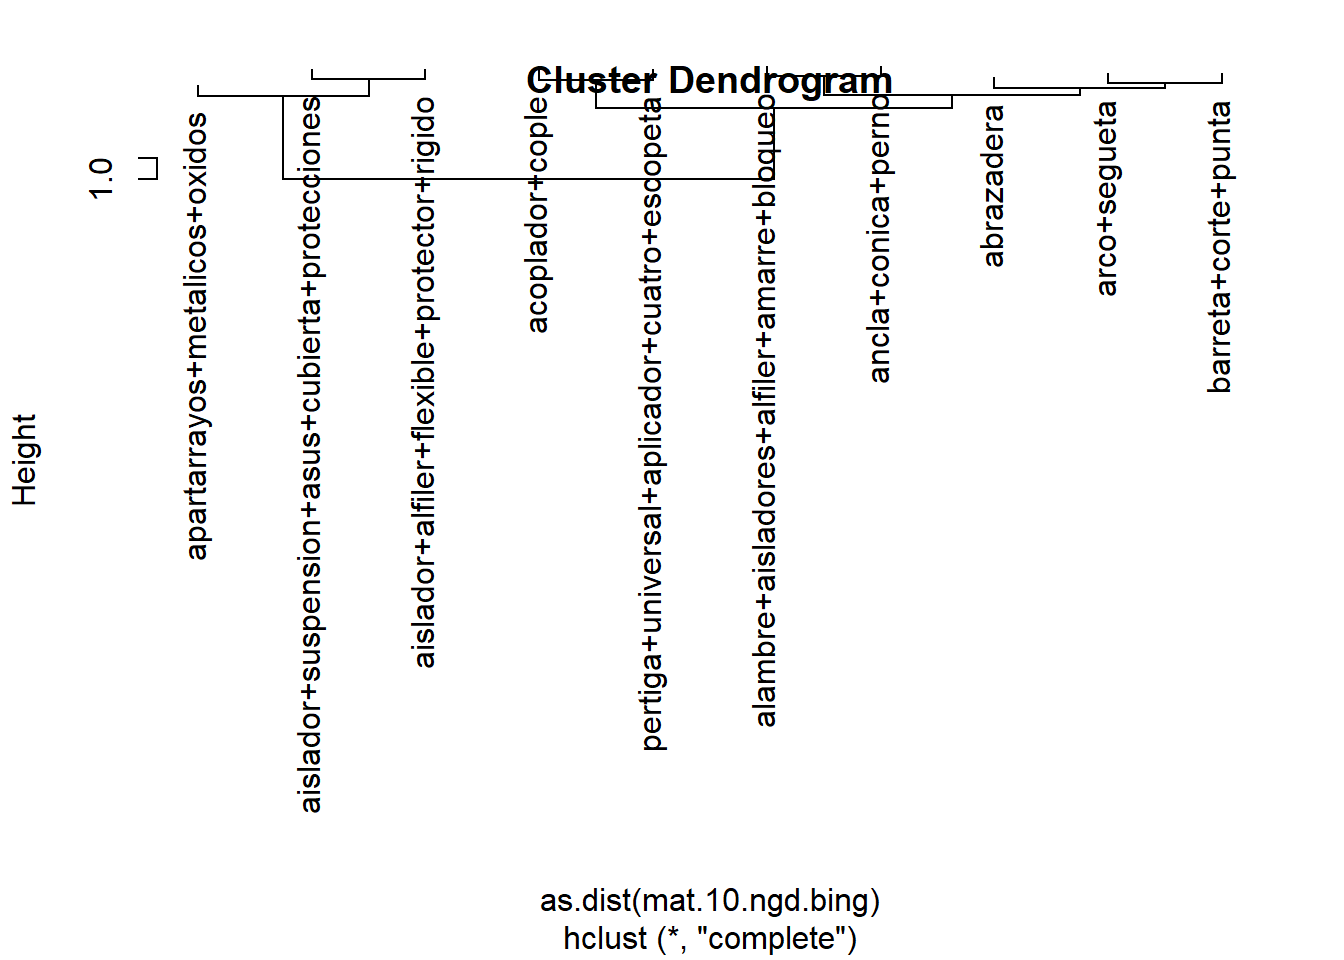 Cluster Dendrogram
1.0
Height
apartarrayos+metalicos+oxidos
aislador+suspension+asus+cubierta+protecciones
aislador+alfiler+flexible+protector+rigido
acoplador+cople
pertiga+universal+aplicador+cuatro+escopeta
alambre+aisladores+alfiler+amarre+bloqueo
ancla+conica+perno
abrazadera
arco+segueta
barreta+corte+punta
as.dist(mat.10.ngd.bing)
hclust (*, "complete")